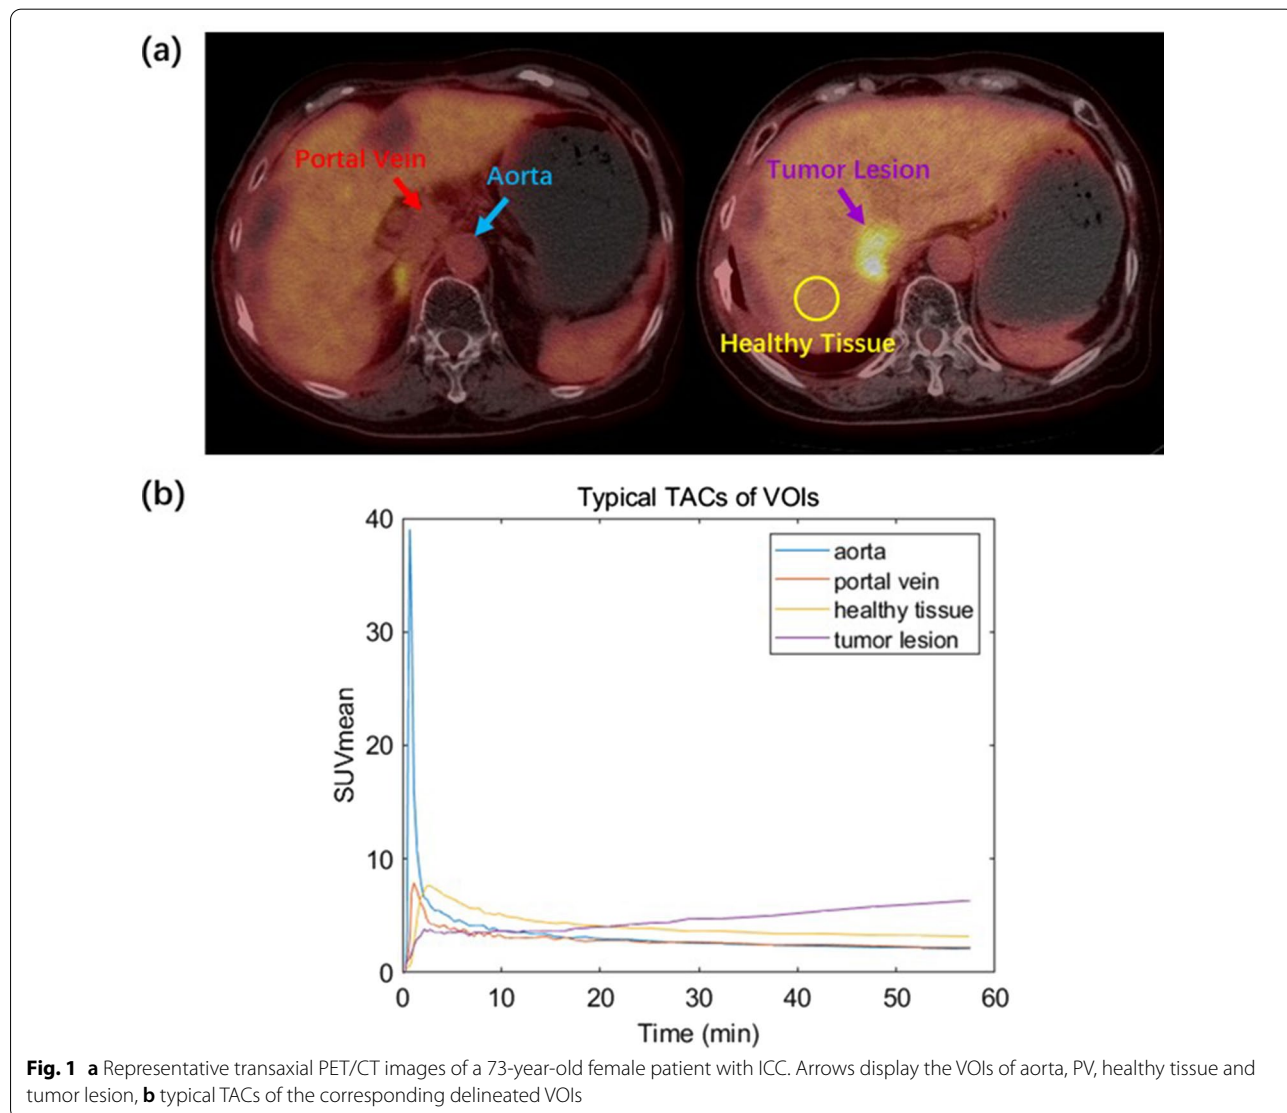 (a)
Portal Vein
Aorta
Tumor Lesion
Healthy Tissue
(b)
Typical TACs of VOIs
40
30
20
10
0
SUVmean
aorta
portal vein
healthy tissue
tumor lesion
0 10 20 30 40 50 60
Time (min)
Fig. 1 a Representative transaxial PET/CT images of a 73-year-old female patient with ICC. Arrows display the VOIs of aorta, PV, healthy tissue and
tumor lesion, b typical TACs of the corresponding delineated VOIs